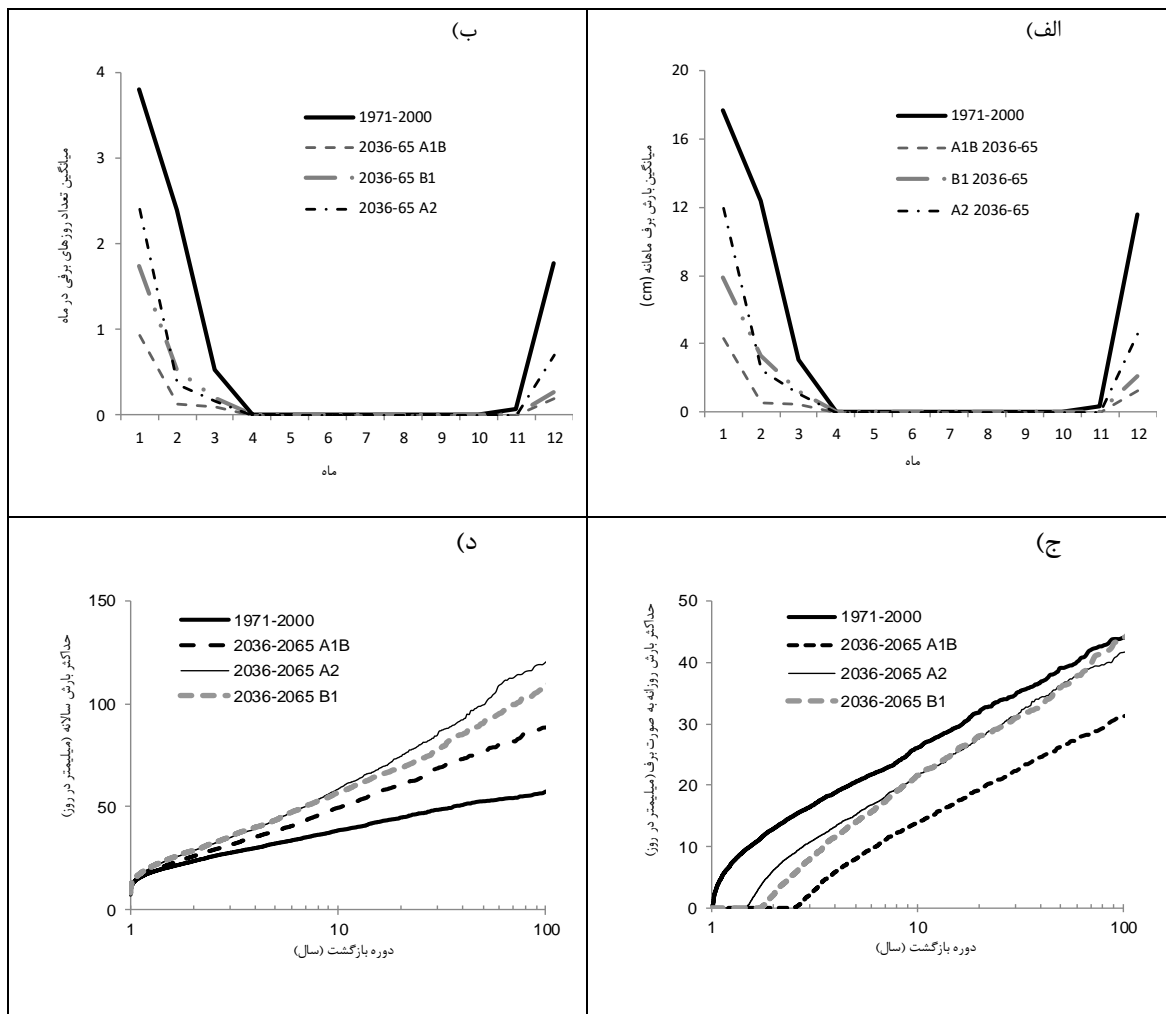 الف)
20
16
12
8
4
0
میانگین بارش برف ماهانه (cm)
1971-2000
A1B 2036-65
B1 2036-65
A2 2036-65
1 2 3 4 5 6 7 8 9 10 11 12
ماه
ب)
4
3
2
1
0
میانگین تعداد روزهای برفی در ماه
1971-2000
2036-65 A1B
2036-65 B1
2036-65 A2
1 2 3 4 5 6 7 8 9 10 11 12
ماه
ج)
50
40
30
20
10
0
حداکثر بارش روزانه به صورت برف (میلیمتر در روز)
1971-2000
2036-2065 A1B
2036-2065 A2
2036-2065 B1
1 10 100
دوره بازگشت (سال)
د)
150
100
50
0
حداکثر بارش سالانه (میلیمتر در روز)
1971-2000
2036-2065 A1B
2036-2065 A2
2036-2065 B1
1 10 100
دوره بازگشت (سال)